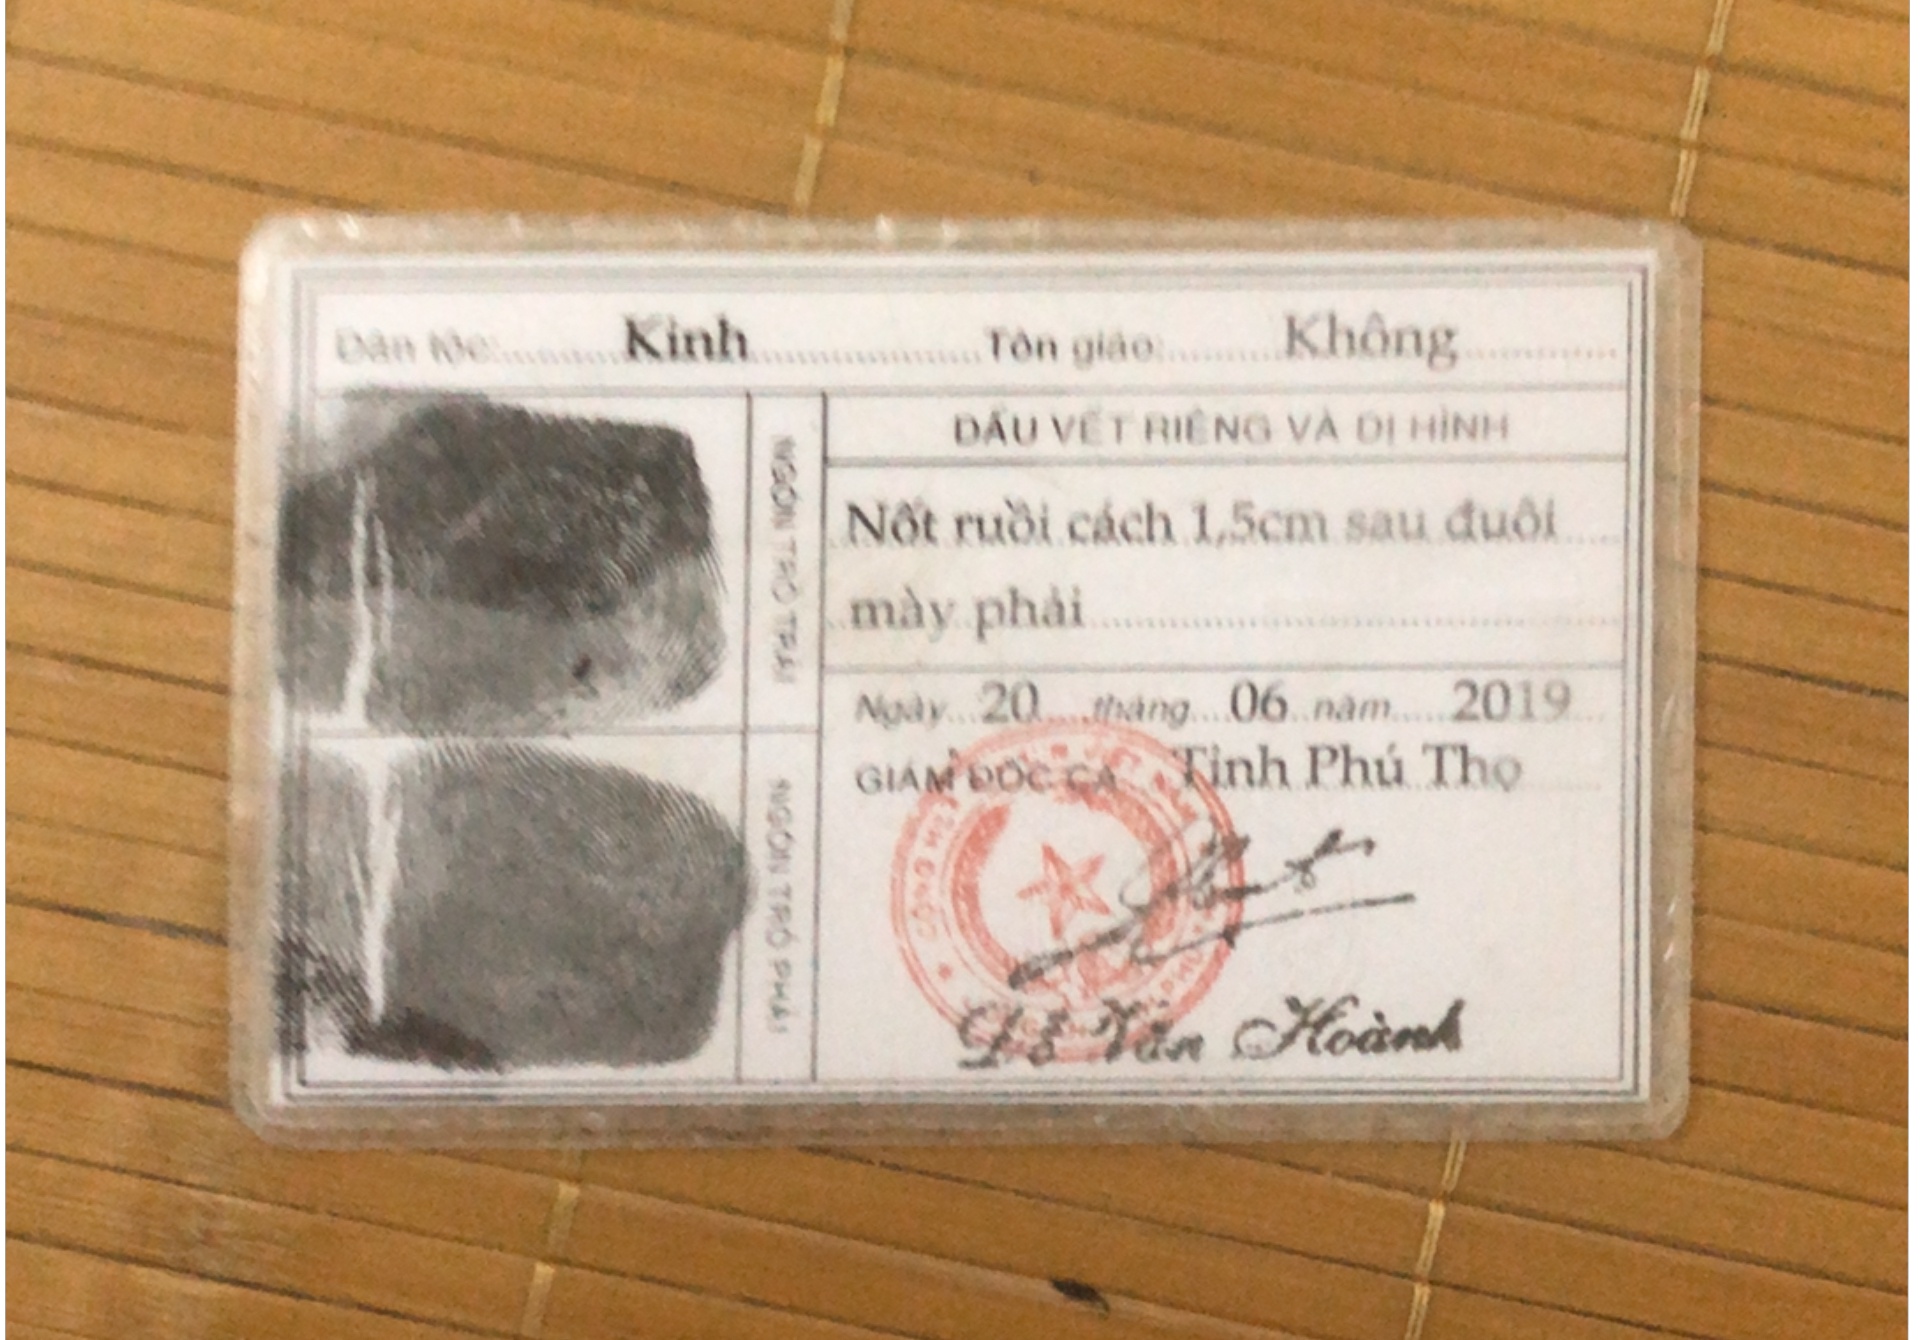 Dân tộc: Kinh Tôn giáo: Không
NGÓN TRỎ TRÁI
NGÓN TRỎ PHẢI
DẤU VẾT RIÊNG VÀ DỊ HÌNH
Nốt ruồi cách 1,5cm sau đuôi
mày phải
Ngày 20 tháng 06 năm 2019
GIÁM ĐỐC CA Tỉnh Phú Thọ
Văn Hoành